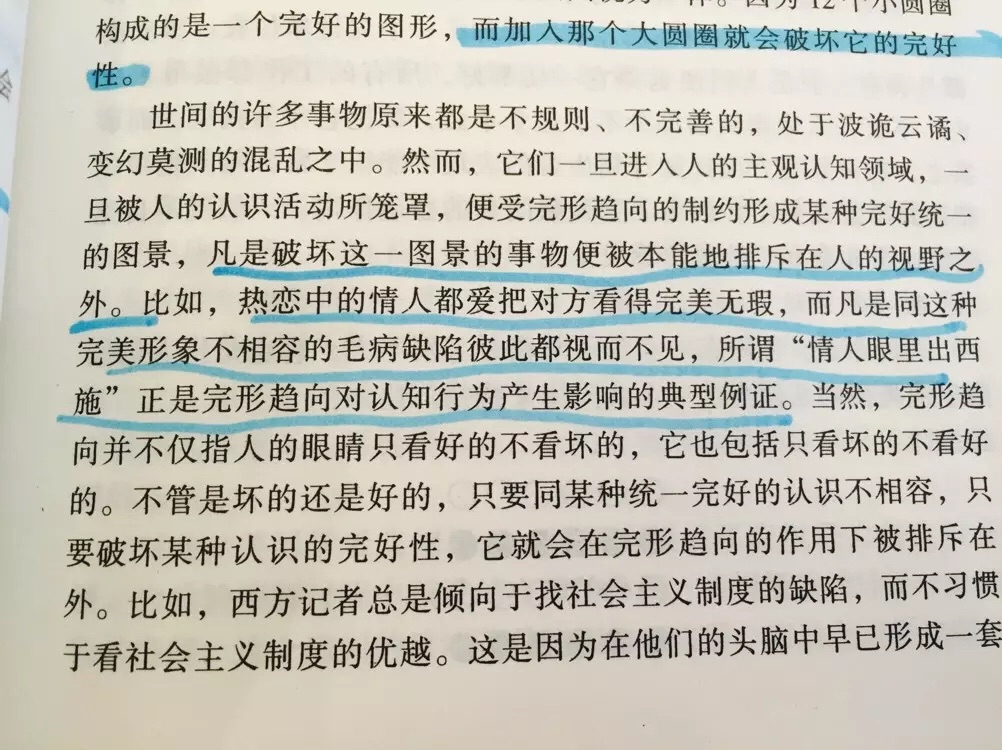 12个小圆圈
构成的是一个完好的图形，而加入那个大圆圈就会破坏它的完好
性。
世间的许多事物原来都是不规则、不完善的，处于波诡云谲、
变幻莫测的混乱之中。然而，它们一旦进入人的主观认知领域，一
旦被人的认识活动所笼罩，便受完形趋向的制约形成某种完好统一
的图景，凡是破坏这一图景的事物便被本能地排斥在人的视野之
外。比如，热恋中的情人都爱把对方看得完美无瑕，而凡是同这种
完美形象不相容的毛病缺陷彼此都视而不见，所谓“情人眼里出西
施”正是完形趋向对认知行为产生影响的典型例证。当然，完形趋
向并不仅指人的眼睛只看好的不看坏的，它也包括只看坏的不看好
的。不管是坏的还是好的，只要同某种统一完好的认识不相容，只
要破坏某种认识的完好性，它就会在完形趋向的作用下被排斥在
外。比如，西方记者总是倾向于找社会主义制度的缺陷，而不习惯
于看社会主义制度的优越。这是因为在他们的头脑中早已形成一套